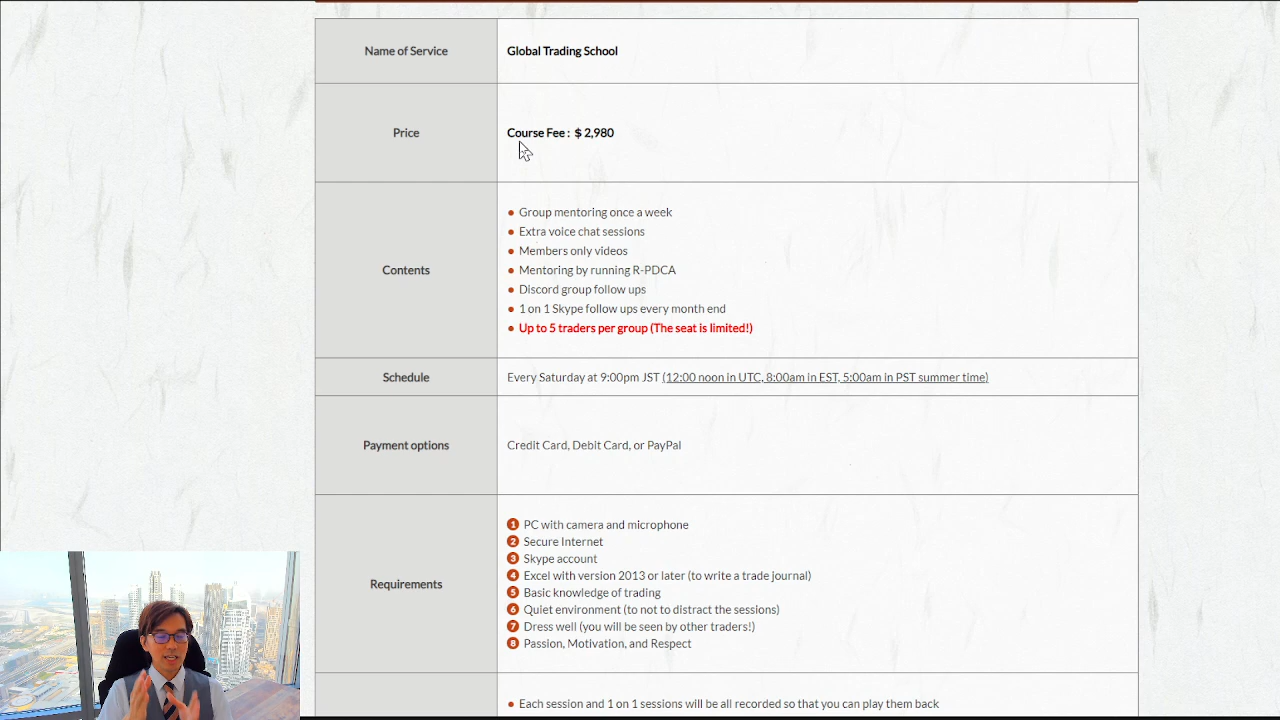 Name of Service
Global Trading School
Price
Course Fee : $ 2,980
Contents
Group mentoring once a week
Extra voice chat sessions
Members only videos
Mentoring by running R-PDCA
Discord group follow ups
1 on 1 Skype follow ups every month end
Up to 5 traders per group (The seat is limited!)
Schedule
Every Saturday at 9:00pm JST (12:00 noon in UTC, 8:00am in EST, 5:00am in PST summer time)
Payment options
Credit Card, Debit Card, or PayPal
Requirements
1 PC with camera and microphone
2 Secure Internet
3 Skype account
4 Excel with version 2013 or later (to write a trade journal)
5 Basic knowledge of trading
6 Quiet environment (to not to distract the sessions)
7 Dress well (you will be seen by other traders!)
8 Passion, Motivation, and Respect
Each session and 1 on 1 sessions will be all recorded so that you can play them back